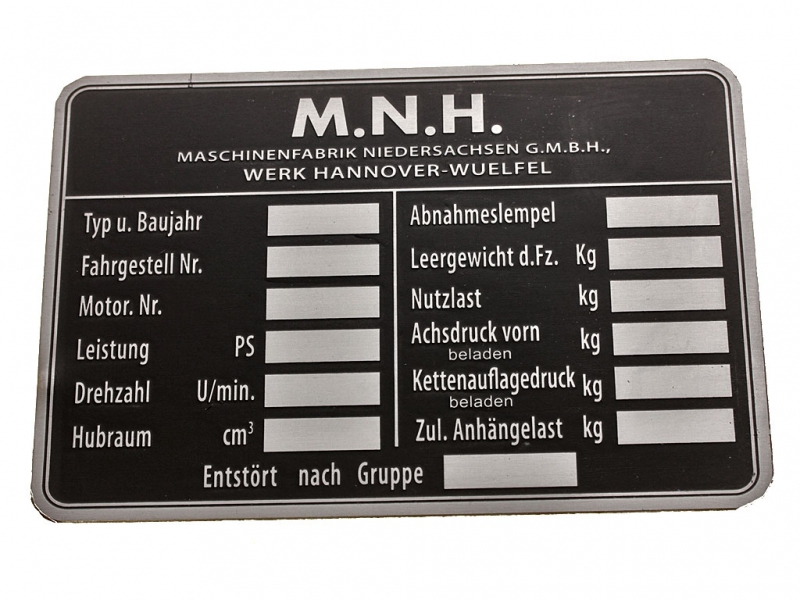 M.N.H.
MASCHINENFABRIK NIEDERSACHSEN G.M.B.H.,
WERK HANNOVER-WUELFEL
Typ u. Baujahr
Fahrgestell Nr.
Motor. Nr.
Leistung PS
Drehzahl U/min.
Hubraum cm³
Abnahmeslempel
Leergewicht d.Fz. Kg
Nutzlast kg
Achsdruck vorn kg
beladen
Kettenauflagedruck kg
beladen
Zul. Anhängelast kg
Entstört nach Gruppe